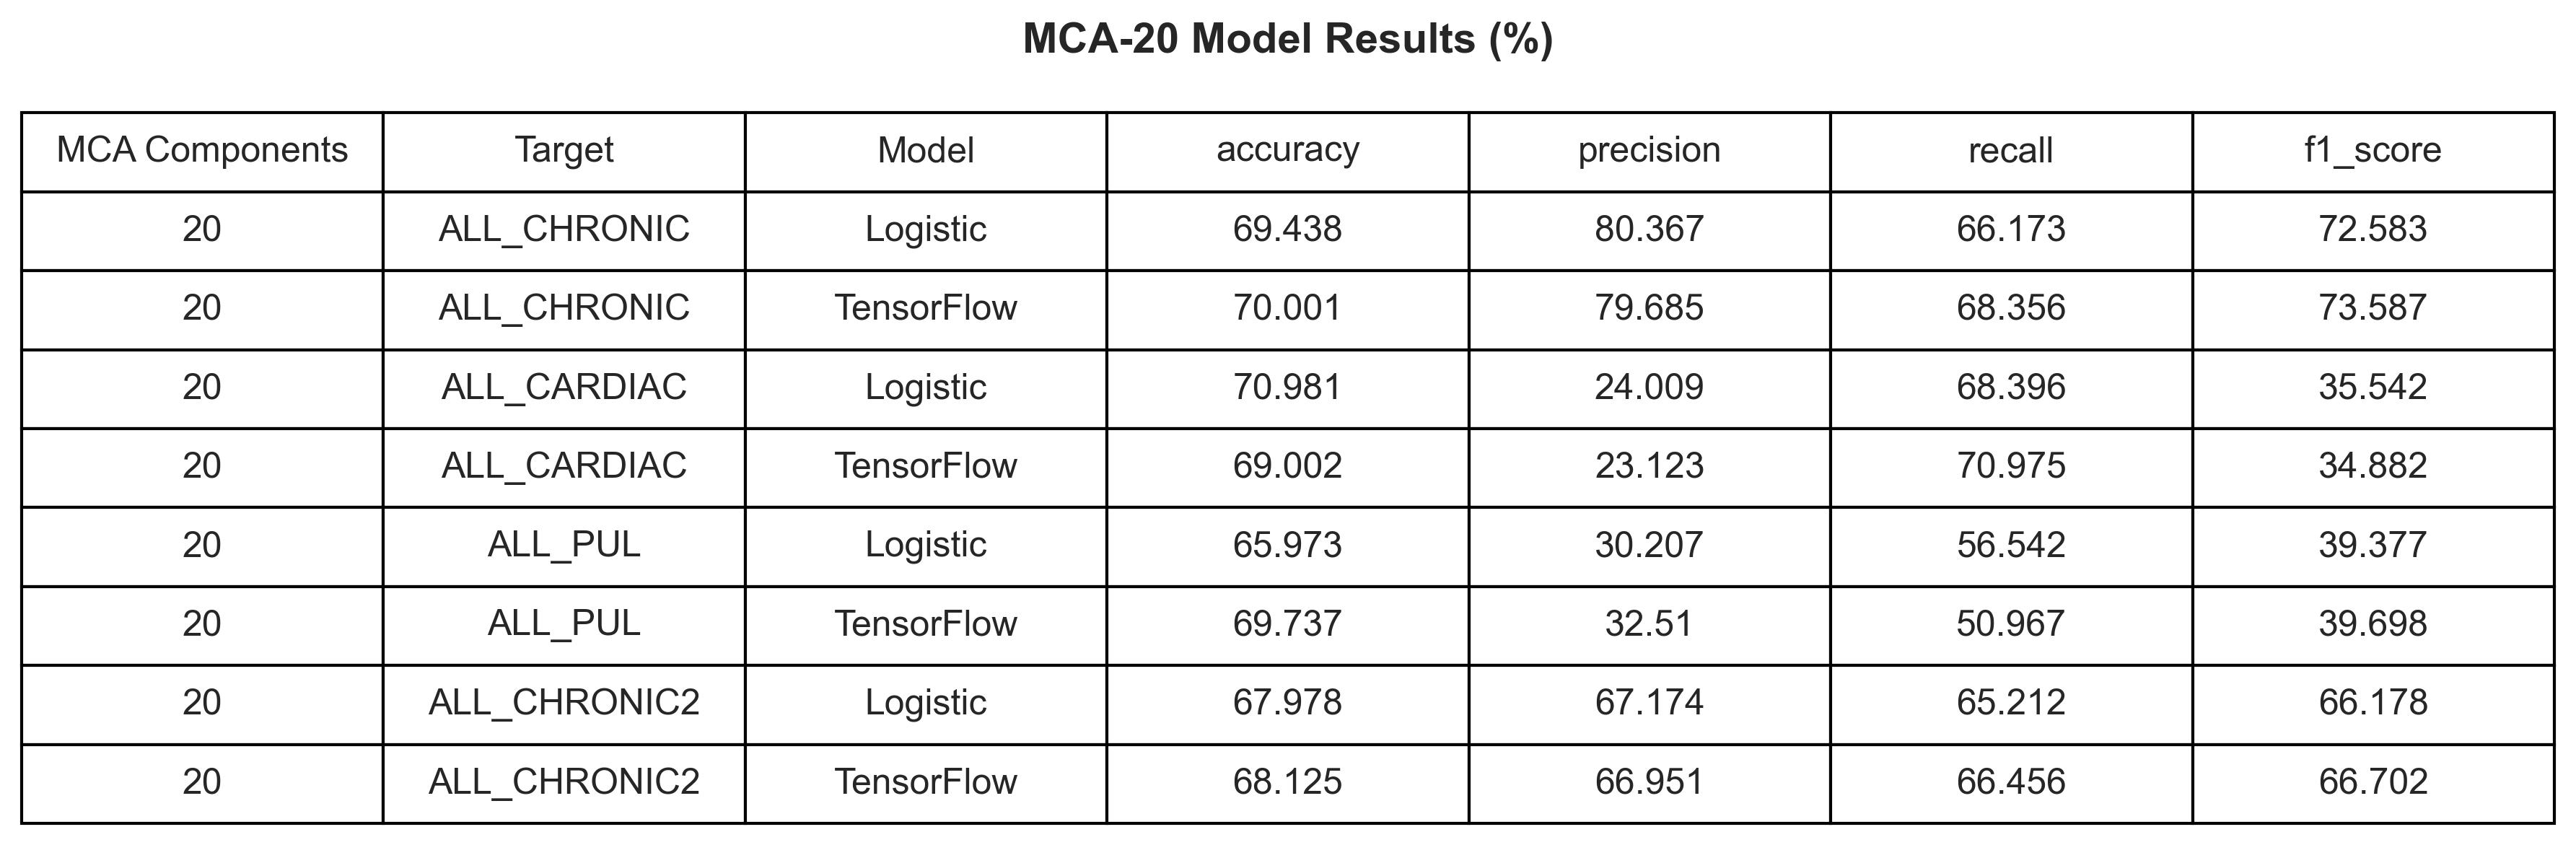 MCA-20 Model Results (%)
MCA Components Target Model accuracy precision recall f1_score
20 ALL_CHRONIC Logistic 69.438 80.367 66.173 72.583
20 ALL_CHRONIC TensorFlow 70.001 79.685 68.356 73.587
20 ALL_CARDIAC Logistic 70.981 24.009 68.396 35.542
20 ALL_CARDIAC TensorFlow 69.002 23.123 70.975 34.882
20 ALL_PUL Logistic 65.973 30.207 56.542 39.377
20 ALL_PUL TensorFlow 69.737 32.51 50.967 39.698
20 ALL_CHRONIC2 Logistic 67.978 67.174 65.212 66.178
20 ALL_CHRONIC2 TensorFlow 68.125 66.951 66.456 66.702